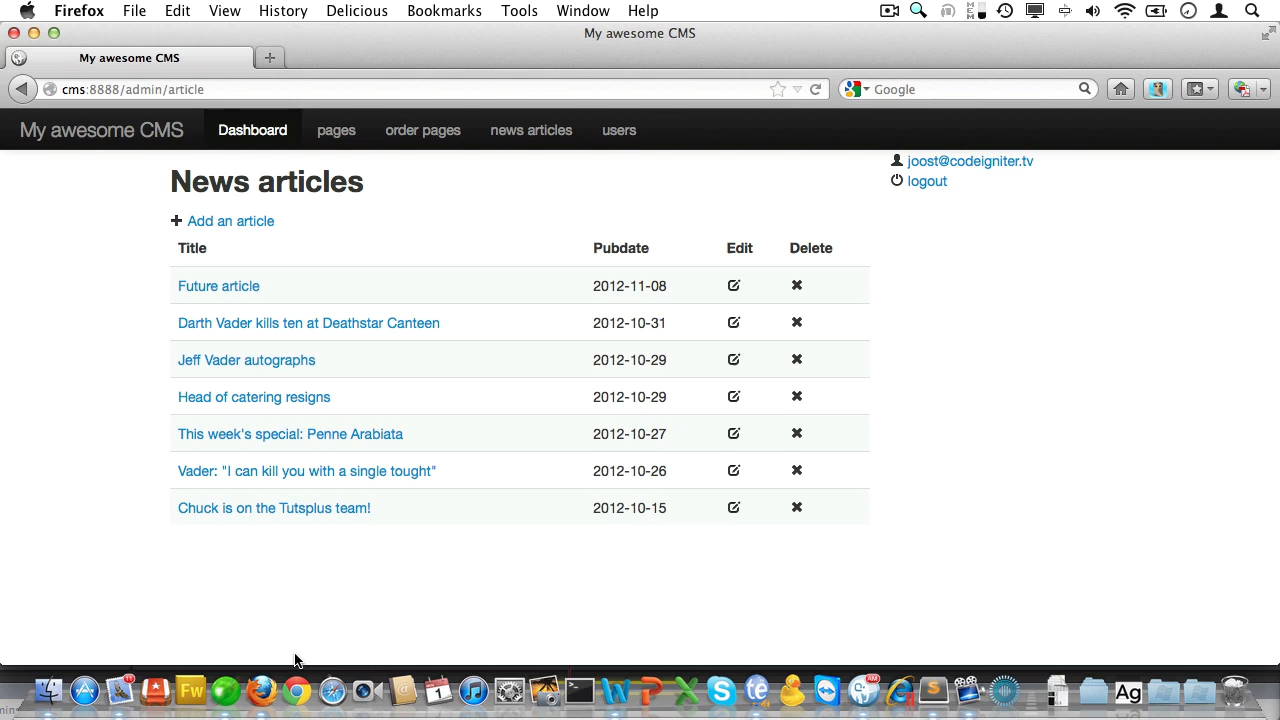 Firefox File Edit View History Delicious Bookmarks Tools Window Help
My awesome CMS
My awesome CMS
cms:8888/admin/article
Google
My awesome CMS Dashboard pages order pages news articles users
joost@codeigniter.tv
logout
News articles
Add an article
Title Pubdate Edit Delete
Future article 2012-11-08
Darth Vader kills ten at Deathstar Canteen 2012-10-31
Jeff Vader autographs 2012-10-29
Head of catering resigns 2012-10-29
This week's special: Penne Arabiata 2012-10-27
Vader: "I can kill you with a single tought" 2012-10-26
Chuck is on the Tutsplus team! 2012-10-15
Fw
1
Ag